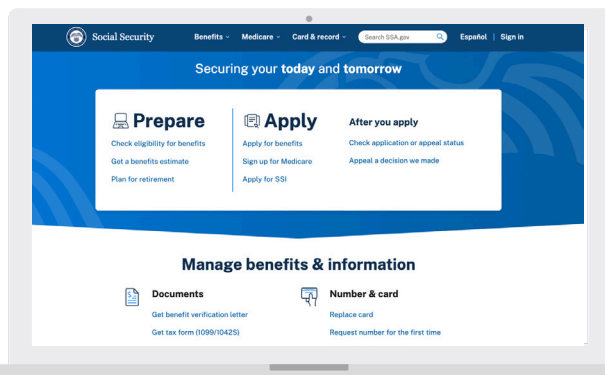 Social Security Benefits Medicare Card & record Search SSA.gov Español | Sign in
Securing your today and tomorrow
Prepare
Check eligibility for benefits
Get a benefits estimate
Plan for retirement
Apply
Apply for benefits
Sign up for Medicare
Apply for SSI
After you apply
Check application or appeal status
Appeal a decision we made
Manage benefits & information
Documents
Get benefit verification letter
Get tax form (1099/1042S)
Number & card
Replace card
Request number for the first time